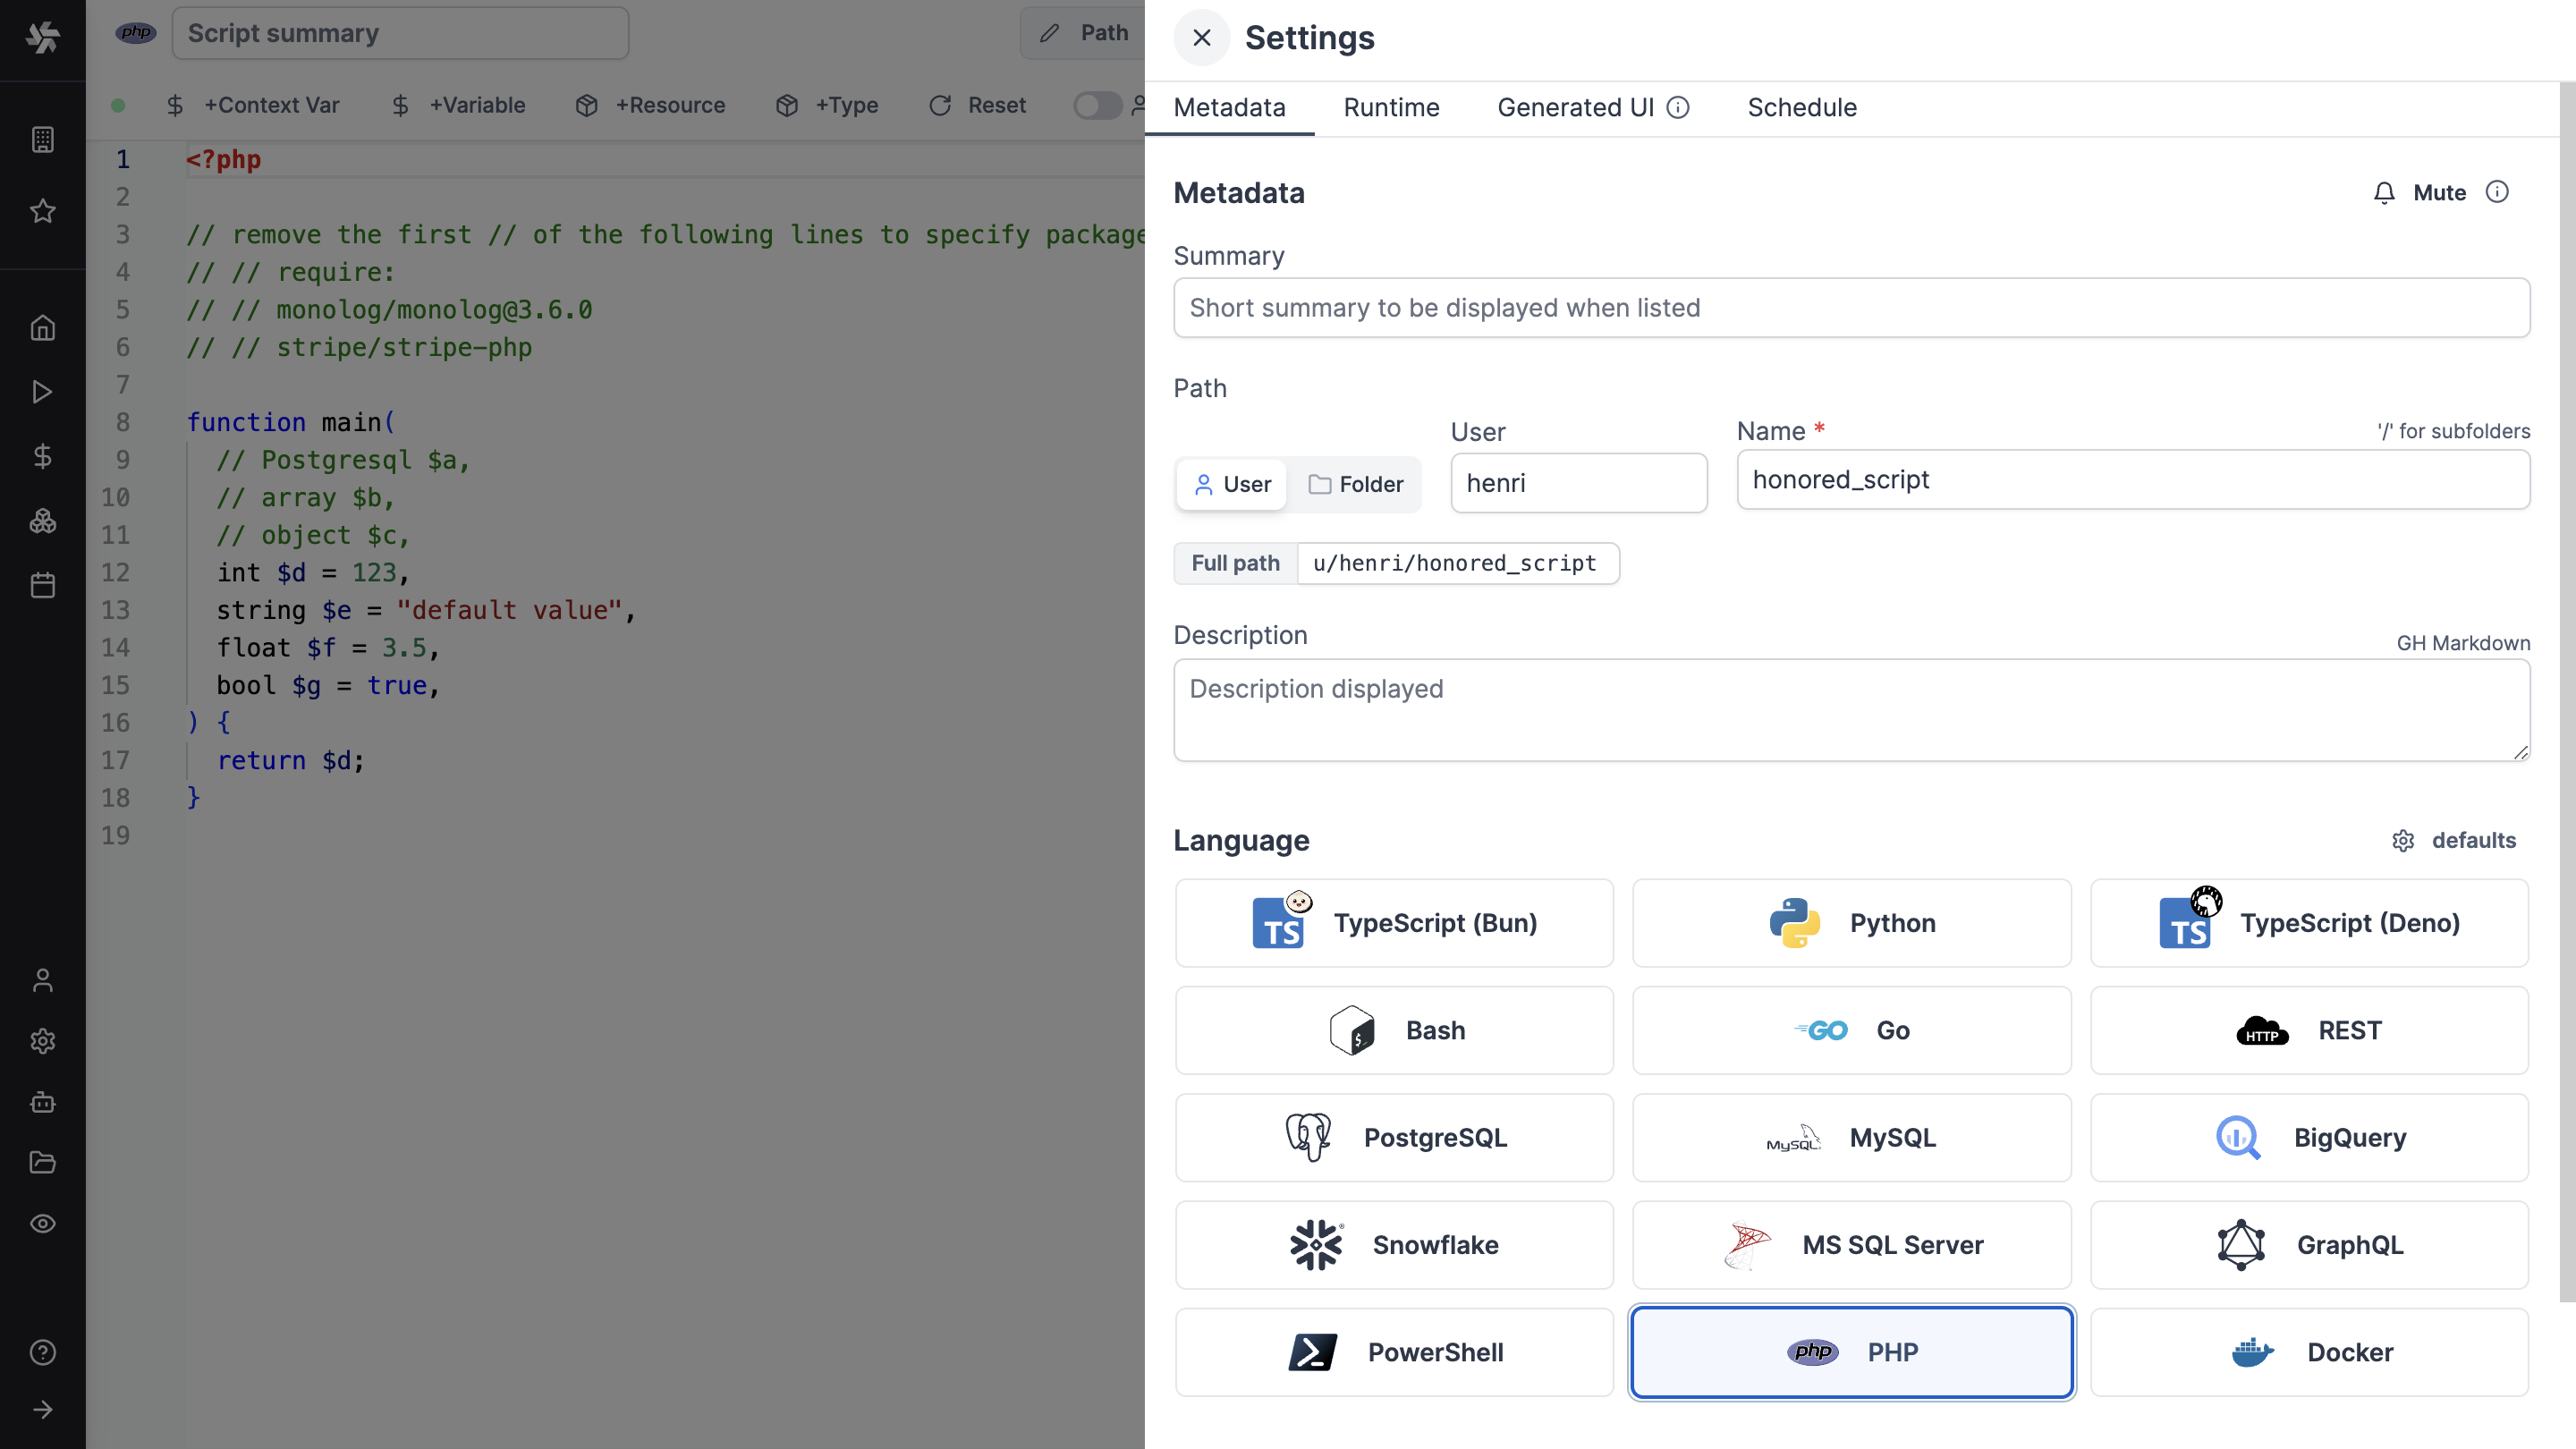 php Script summary Path
+Context Var +Variable +Resource +Type Reset
1 <?php
2
3 // remove the first // of the following lines to specify package
4 // // require:
5 // // monolog/monolog@3.6.0
6 // // stripe/stripe-php
7
8 function main(
9 // Postgresql $a,
10 // array $b,
11 // object $c,
12 int $d = 123,
13 string $e = "default value",
14 float $f = 3.5,
15 bool $g = true,
16 ) {
17 return $d;
18 }
19
Settings
Metadata Runtime Generated UI Schedule
Metadata Mute
Summary
Short summary to be displayed when listed
Path
User Name * '/' for subfolders
User Folder henri honored_script
Full path u/henri/honored_script
Description GH Markdown
Description displayed
Language defaults
TS TypeScript (Bun) Python TS TypeScript (Deno)
$_ Bash GO Go HTTP REST
PostgreSQL MySQL MySQL BigQuery
Snowflake MS SQL Server GraphQL
PowerShell php PHP Docker